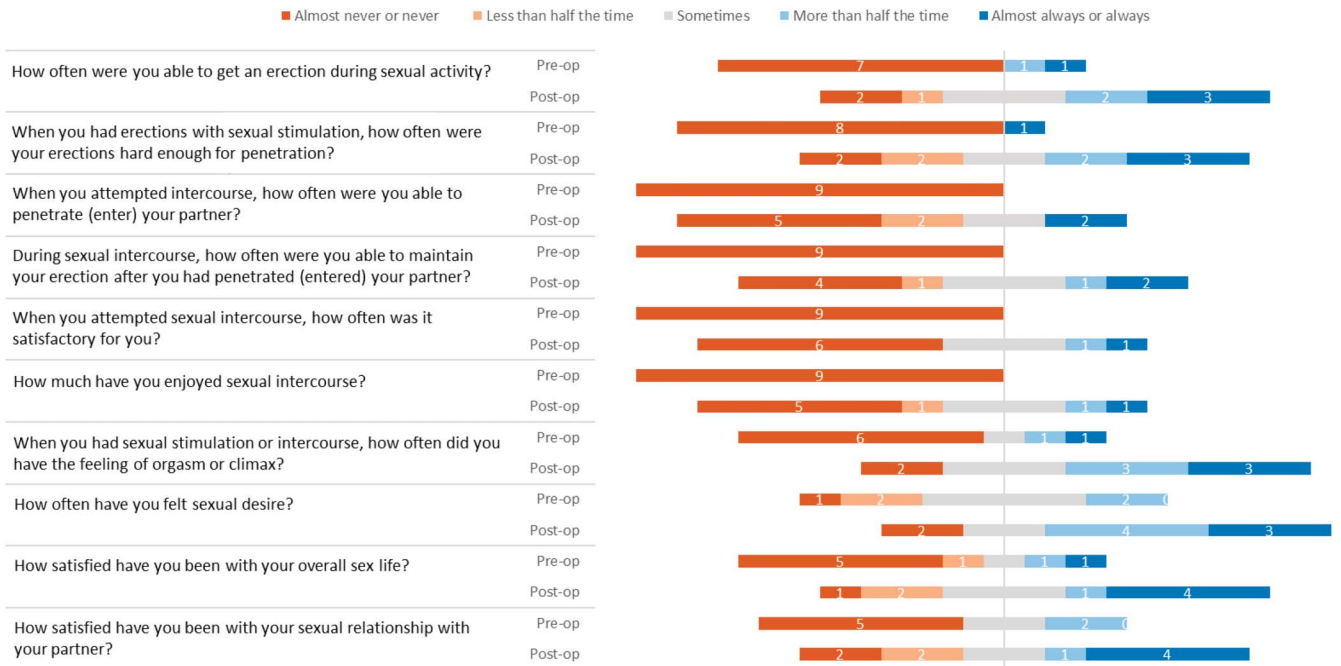 Almost never or never Less than half the time Sometimes More than half the time Almost always or always
How often were you able to get an erection during sexual activity?
Pre-op 7 1 1
Post-op 2 1 2 3
When you had erections with sexual stimulation, how often were
your erections hard enough for penetration?
Pre-op 8 1
Post-op 2 2 2 3
When you attempted intercourse, how often were you able to
penetrate (enter) your partner?
Pre-op 9
Post-op 5 2 2
During sexual intercourse, how often were you able to maintain
your erection after you had penetrated (entered) your partner?
Pre-op 9
Post-op 4 1 1 2
When you attempted sexual intercourse, how often was it
satisfactory for you?
Pre-op 9
Post-op 6 1 1
How much have you enjoyed sexual intercourse?
Pre-op 9
Post-op 5 1 1 1
When you had sexual stimulation or intercourse, how often did you
have the feeling of orgasm or climax?
Pre-op 6 1 1
Post-op 2 3 3
How often have you felt sexual desire?
Pre-op 1 2 2 0
Post-op 2 4 3
How satisfied have you been with your overall sex life?
Pre-op 5 1 1 1
Post-op 1 2 1 4
How satisfied have you been with your sexual relationship with
your partner?
Pre-op 5 2 0
Post-op 2 2 1 4